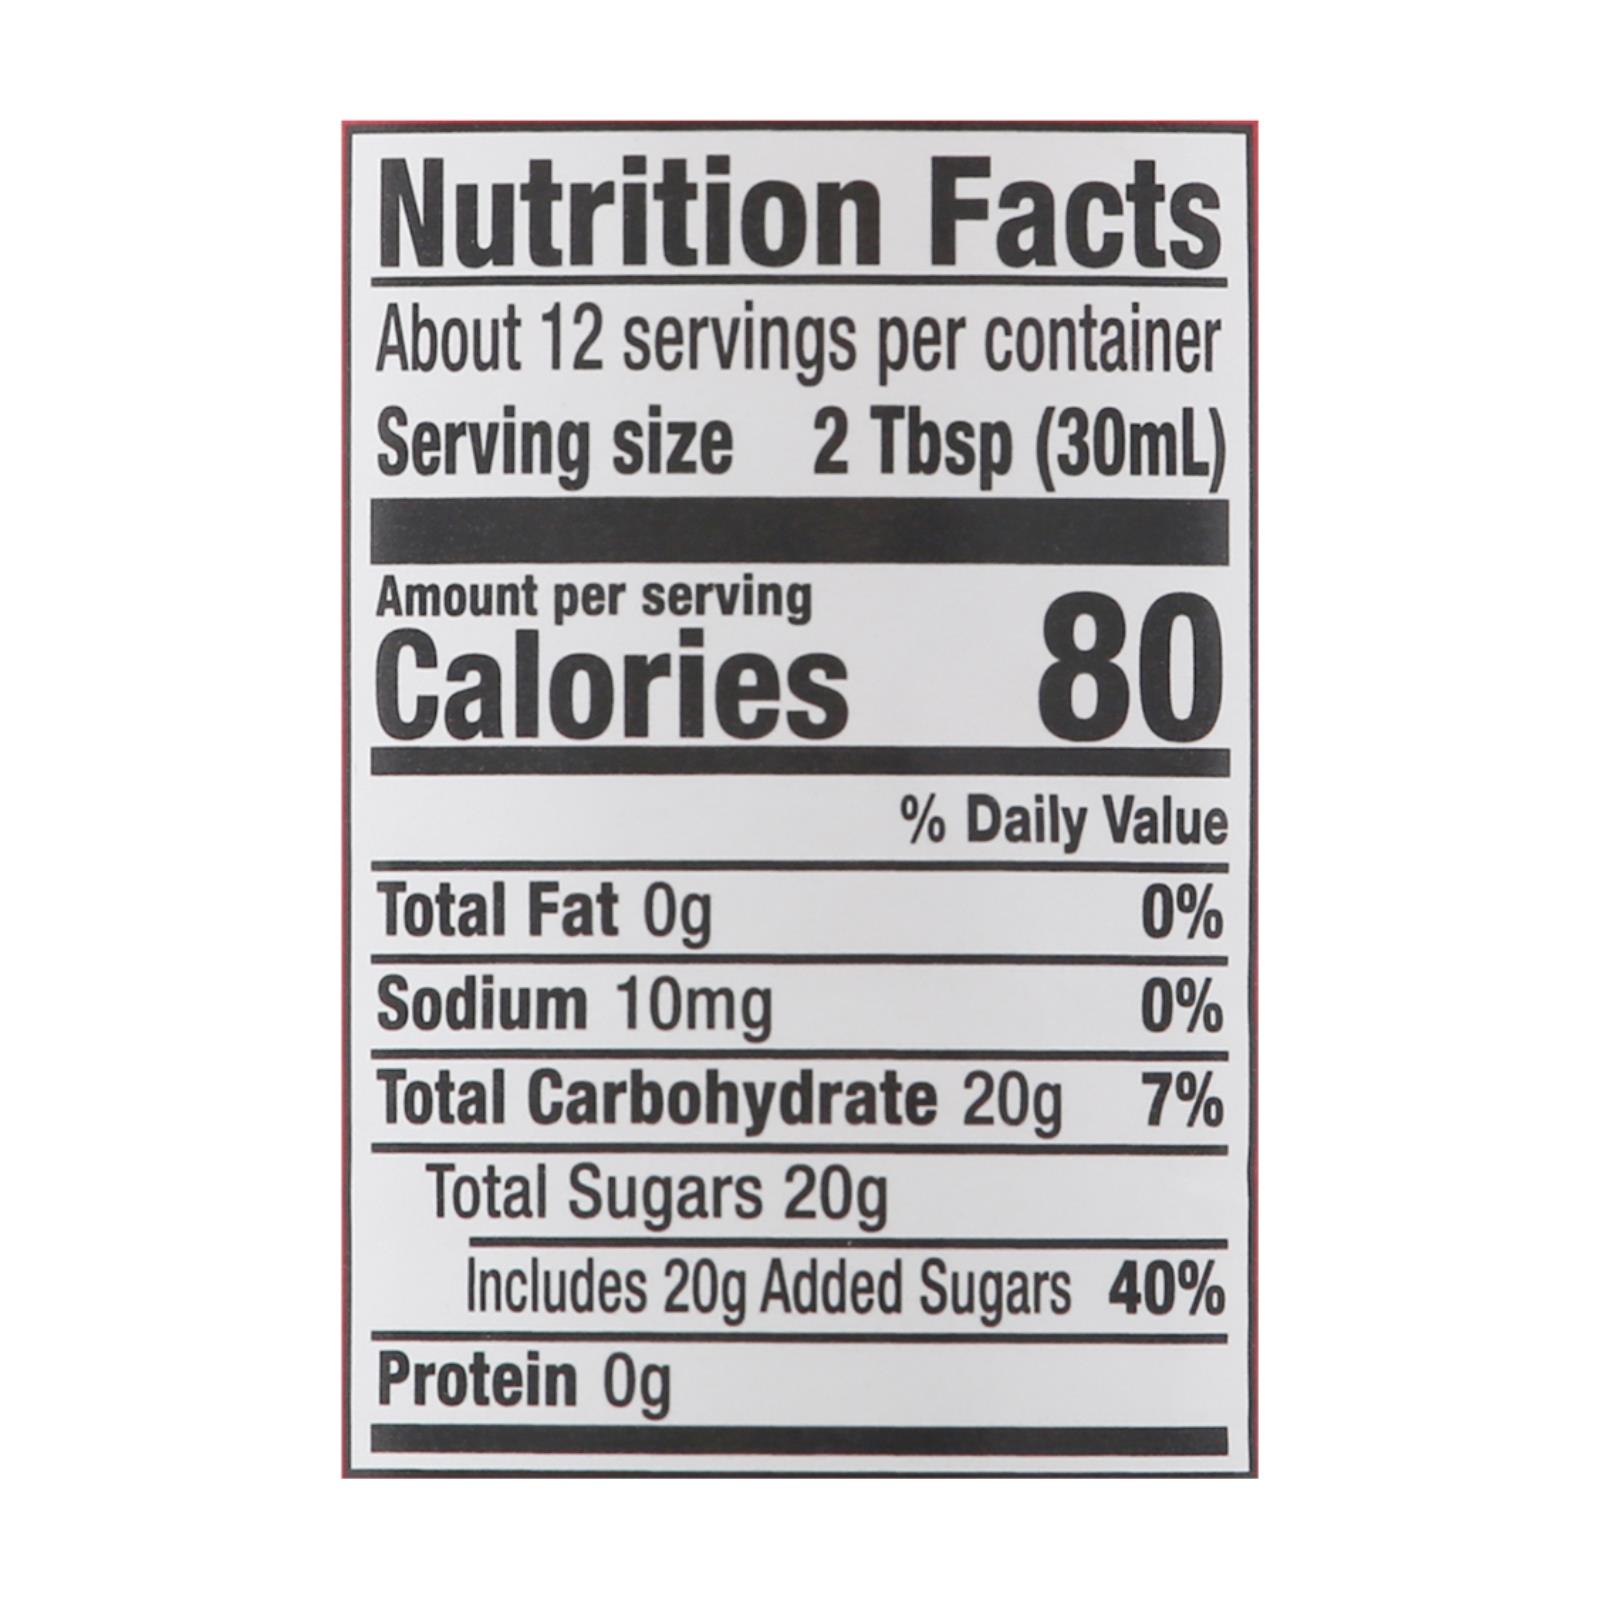 Nutrition Facts
About 12 servings per container
Serving size 2 Tbsp (30mL)
Amount per serving
Calories 80
% Daily Value
Total Fat 0g 0%
Sodium 10mg 0%
Total Carbohydrate 20g 7%
Total Sugars 20g
Includes 20g Added Sugars 40%
Protein 0g